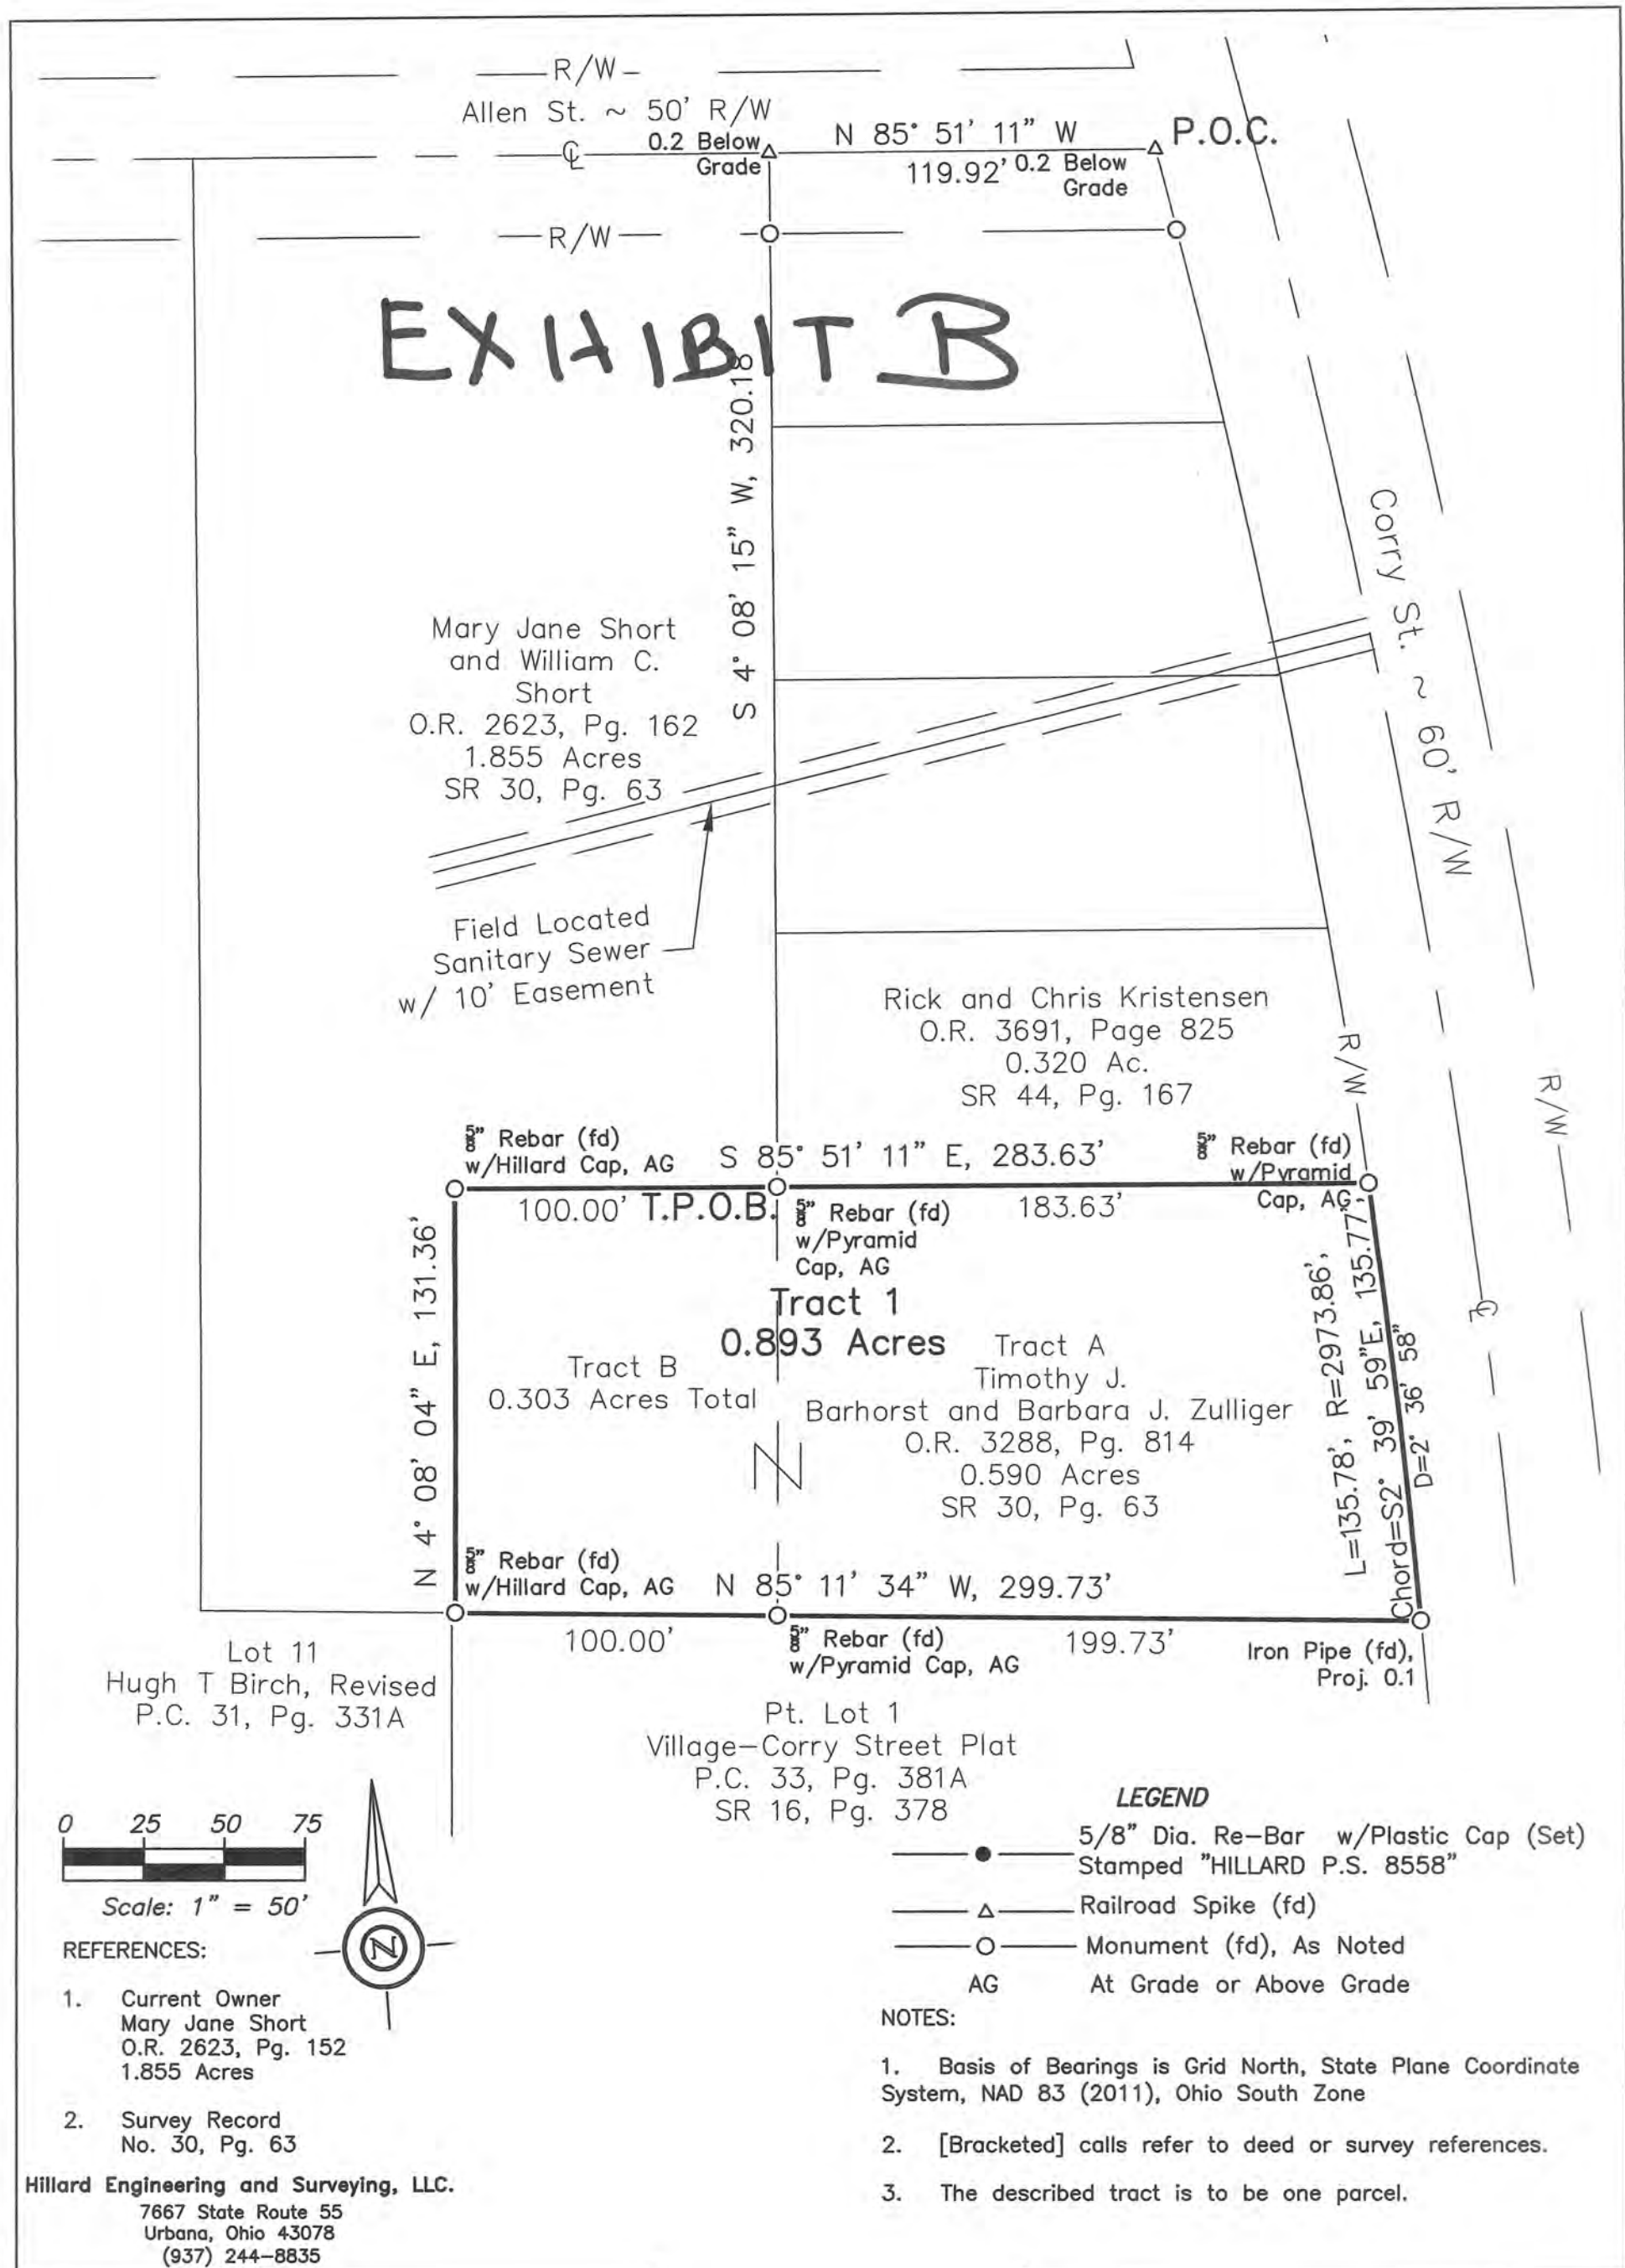 R/W
Allen St. ~ 50' R/W
0.2 Below
Grade
N 85° 51' 11" W
119.92'
0.2 Below
Grade
P.O.C.
℄
R/W
EXHIBIT B
S 4° 08' 15" W, 320.18
Corry St. ~ 60' R/W
Mary Jane Short
and William C.
Short
O.R. 2623, Pg. 162
1.855 Acres
SR 30, Pg. 63
Field Located
Sanitary Sewer
w/ 10' Easement
Rick and Chris Kristensen
O.R. 3691, Page 825
0.320 Ac.
SR 44, Pg. 167
R/W
R/W
5/8" Rebar (fd)
w/Hillard Cap, AG
S 85° 51' 11" E, 283.63'
5/8" Rebar (fd)
w/Pyramid
Cap, AG
100.00'
T.P.O.B.
5/8" Rebar (fd)
w/Pyramid
Cap, AG
183.63'
N 4° 08' 04" E, 131.36'
Tract 1
0.893 Acres
Tract B
0.303 Acres Total
Tract A
Timothy J.
Barhorst and Barbara J. Zulliger
O.R. 3288, Pg. 814
0.590 Acres
SR 30, Pg. 63
N
L=135.78', R=2973.86',
Chord=S2° 39' 59"E, 135.77'
D=2° 36' 58"
℄
5/8" Rebar (fd)
w/Hillard Cap, AG
N 85° 11' 34" W, 299.73'
100.00'
5/8" Rebar (fd)
w/Pyramid Cap, AG
199.73'
Iron Pipe (fd),
Proj. 0.1
Lot 11
Hugh T Birch, Revised
P.C. 31, Pg. 331A
Pt. Lot 1
Village-Corry Street Plat
P.C. 33, Pg. 381A
SR 16, Pg. 378
0 25 50 75
Scale: 1" = 50'
N
REFERENCES:
1. Current Owner
Mary Jane Short
O.R. 2623, Pg. 152
1.855 Acres
2. Survey Record
No. 30, Pg. 63
Hillard Engineering and Surveying, LLC.
7667 State Route 55
Urbana, Ohio 43078
(937) 244-8835
LEGEND
5/8" Dia. Re-Bar w/Plastic Cap (Set)
Stamped "HILLARD P.S. 8558"
Railroad Spike (fd)
Monument (fd), As Noted
AG At Grade or Above Grade
NOTES:
1. Basis of Bearings is Grid North, State Plane Coordinate
System, NAD 83 (2011), Ohio South Zone
2. [Bracketed] calls refer to deed or survey references.
3. The described tract is to be one parcel.